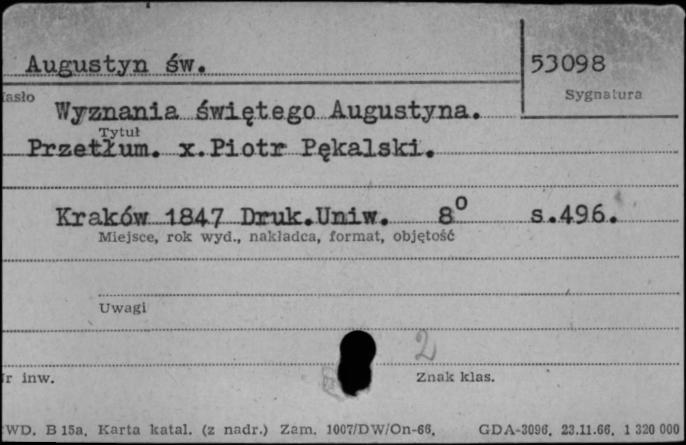 Augustyn św.
53098
Sygnatura
Wyznania świętego Augustyna.
Tytuł
Przetłum. x.Piotr Pękalski.
Kraków 1847 Druk.Uniw. 8° s.496.
Miejsce, rok wyd., nakładca, format, objętość
Uwagi
2
inw.
Znak klas.
WD. B 15a. Karta katal. (z nadr.) Zam. 1007/DW/On-66. GDA-3096. 23.11.66. 1 320 000